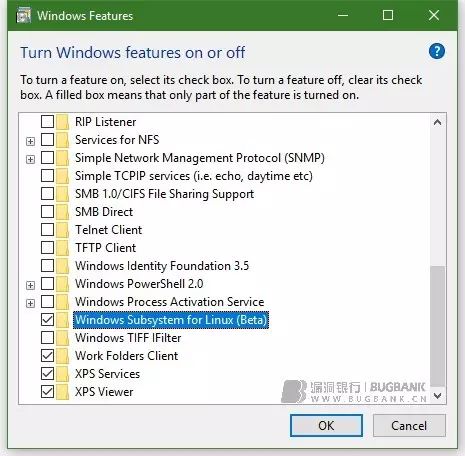 Windows Features
Turn Windows features on or off
To turn a feature on, select its check box. To turn a feature off, clear its check
box. A filled box means that only part of the feature is turned on.
RIP Listener
Services for NFS
Simple Network Management Protocol (SNMP)
Simple TCPIP services (i.e. echo, daytime etc)
SMB 1.0/CIFS File Sharing Support
SMB Direct
Telnet Client
TFTP Client
Windows Identity Foundation 3.5
Windows PowerShell 2.0
Windows Process Activation Service
Windows Subsystem for Linux (Beta)
Windows TIFF IFilter
Work Folders Client
XPS Services
XPS Viewer
漏洞银行 | BUGBANK
WWW.BUGBANK.CN
OK
Cancel